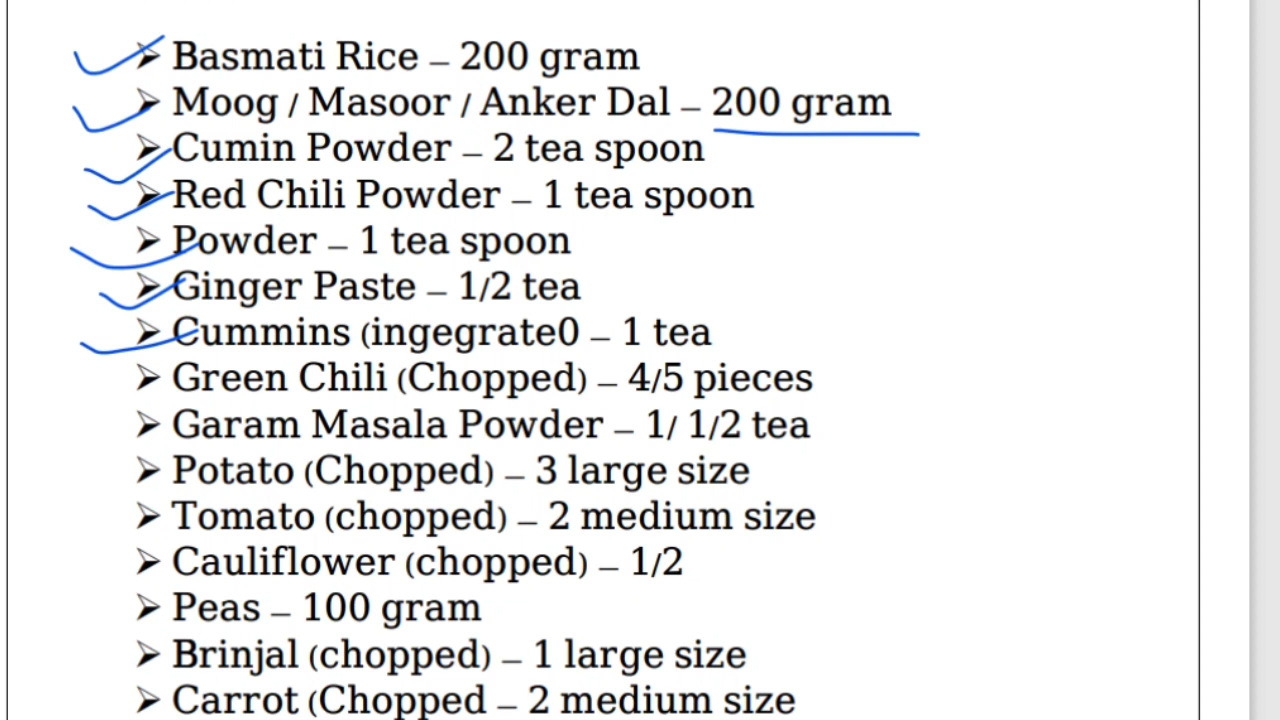 ➢ Basmati Rice – 200 gram
➢ Moog / Masoor / Anker Dal – 200 gram
➢ Cumin Powder – 2 tea spoon
➢ Red Chili Powder – 1 tea spoon
➢ Powder – 1 tea spoon
➢ Ginger Paste – 1/2 tea
➢ Cummins (ingegrate0 – 1 tea
➢ Green Chili (Chopped) – 4/5 pieces
➢ Garam Masala Powder – 1/ 1/2 tea
➢ Potato (Chopped) – 3 large size
➢ Tomato (chopped) – 2 medium size
➢ Cauliflower (chopped) – 1/2
➢ Peas – 100 gram
➢ Brinjal (chopped) – 1 large size
➢ Carrot (Chopped – 2 medium size